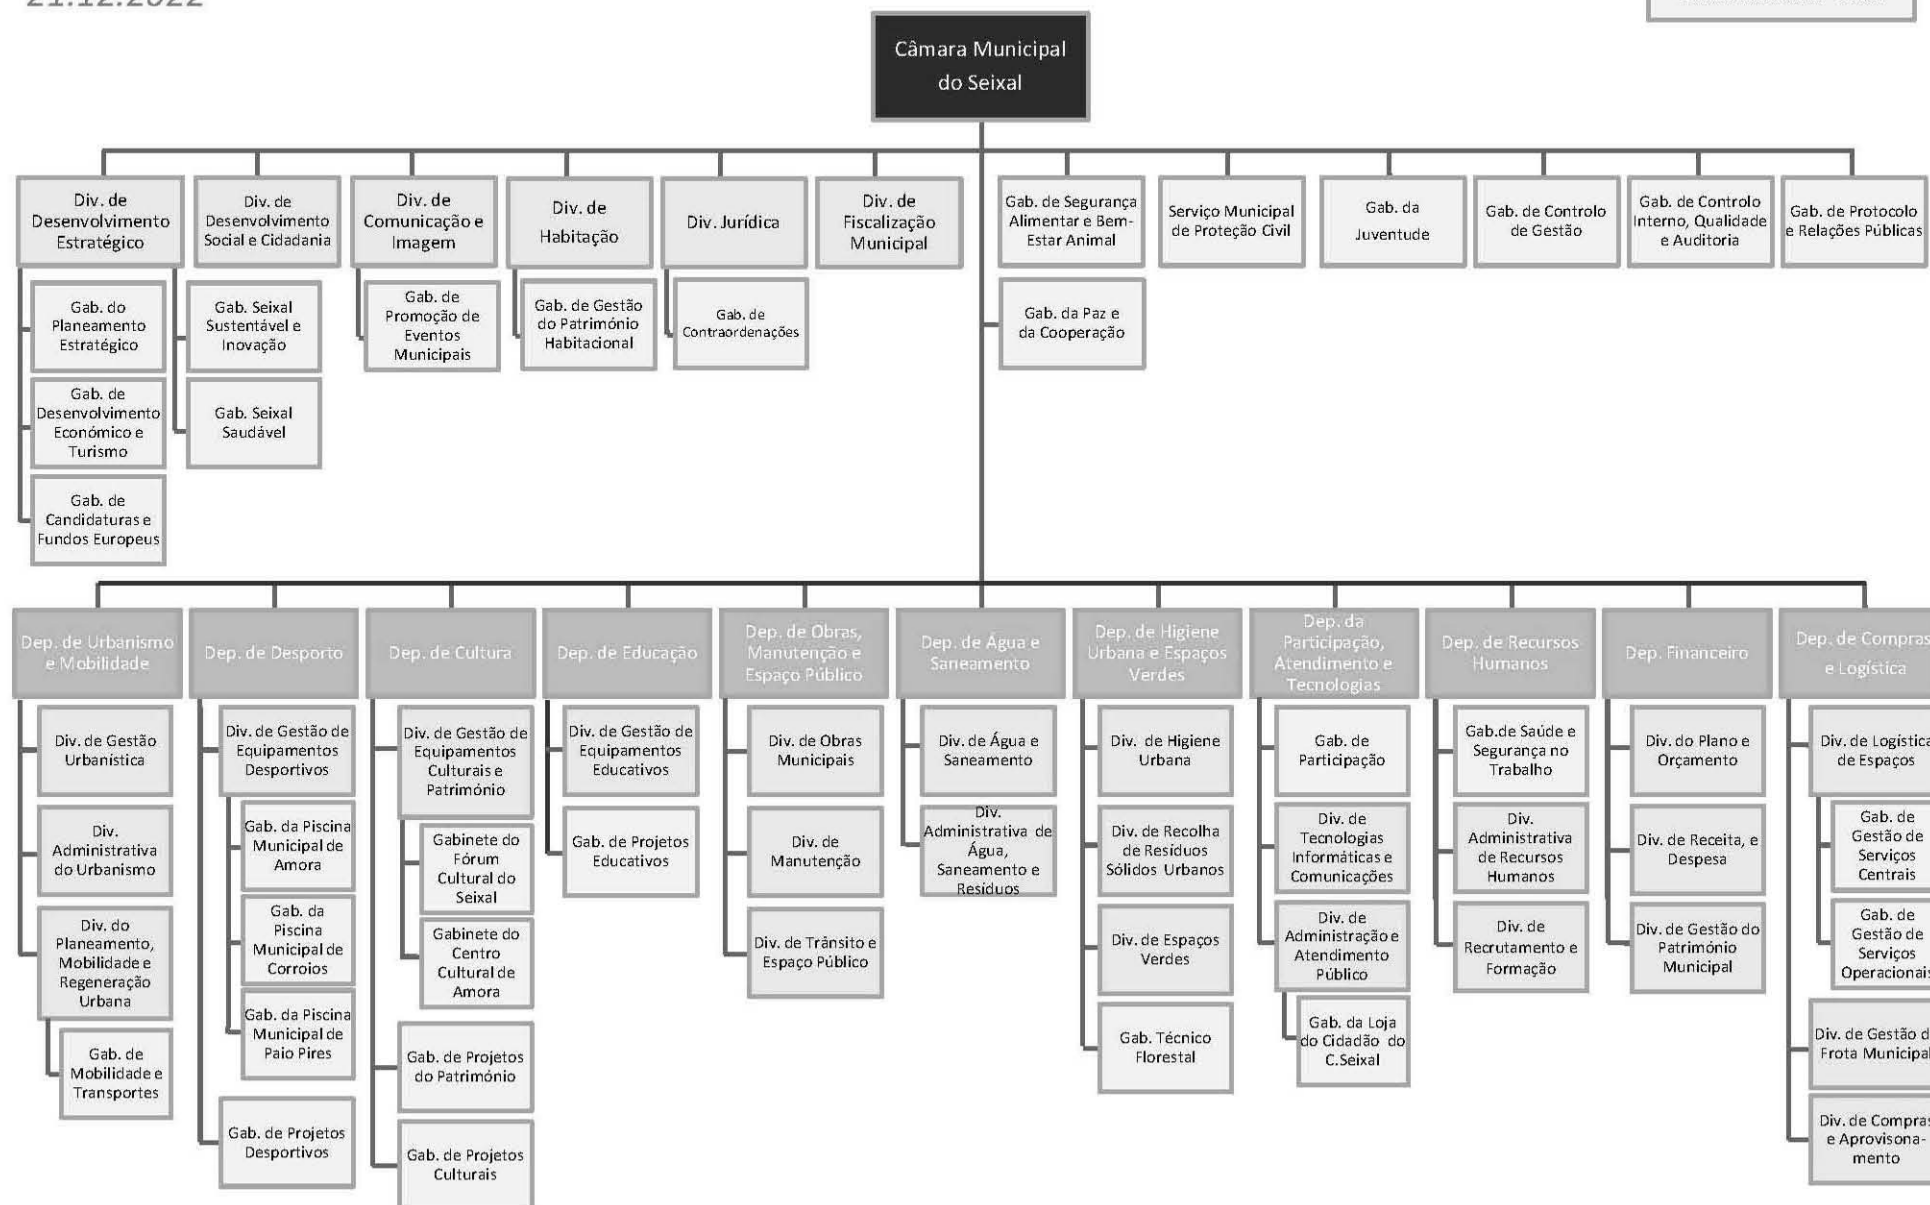 21.12.2022
Câmara Municipal
do Seixal
Div. de
Desenvolvimento
Estratégico
Div. de
Desenvolvimento
Social e Cidadania
Div. de
Comunicação e
Imagem
Div. de
Habitação
Div. Jurídica
Div. de
Fiscalização
Municipal
Gab. de Segurança
Alimentar e Bem-
Estar Animal
Serviço Municipal
de Proteção Civil
Gab. da
Juventude
Gab. de Controlo
de Gestão
Gab. de Controlo
Interno, Qualidade
e Auditoria
Gab. de Protocolo
e Relações Públicas
Gab. do
Planeamento
Estratégico
Gab. Seixal
Sustentável e
Inovação
Gab. de
Promoção de
Eventos
Municipais
Gab. de Gestão
do Património
Habitacional
Gab. de
Contraordenações
Gab. da Paz e
da Cooperação
Gab. de
Desenvolvimento
Económico e
Turismo
Gab. Seixal
Saudável
Gab. de
Candidaturas e
Fundos Europeus
Dep. de Urbanismo
e Mobilidade
Dep. de Desporto
Dep. de Cultura
Dep. de Educação
Dep. de Obras,
Manutenção e
Espaço Público
Dep. de Água e
Saneamento
Dep. de Higiene
Urbana e Espaços
Verdes
Dep. da
Participação,
Atendimento e
Tecnologias
Dep. de Recursos
Humanos
Dep. Financeiro
Dep. de Compras
e Logística
Div. de Gestão
Urbanística
Div.
Administrativa
do Urbanismo
Div. do
Planeamento,
Mobilidade e
Regeneração
Urbana
Gab. de
Mobilidade e
Transportes
Div. de Gestão de
Equipamentos
Desportivos
Gab. da Piscina
Municipal de
Amora
Gab. da
Piscina
Municipal de
Corroios
Gab. da Piscina
Municipal de
Paio Pires
Gab. de Projetos
Desportivos
Div. de Gestão de
Equipamentos
Culturais e
Património
Gabinete do
Fórum
Cultural do
Seixal
Gabinete do
Centro
Cultural de
Amora
Gab. de Projetos
do Património
Gab. de Projetos
Culturais
Div. de Gestão de
Equipamentos
Educativos
Gab. de Projetos
Educativos
Div. de Obras
Municipais
Div. de
Manutenção
Div. de Trânsito e
Espaço Público
Div. de Água e
Saneamento
Div.
Administrativa de
Água,
Saneamento e
Resíduos
Div. de Higiene
Urbana
Div. de Recolha
de Resíduos
Sólidos Urbanos
Div. de Espaços
Verdes
Gab. Técnico
Florestal
Gab. de
Participação
Div. de
Tecnologias
Informáticas e
Comunicações
Div. de
Administração e
Atendimento
Público
Gab. da Loja
do Cidadão do
C.Seixal
Gab.de Saúde e
Segurança no
Trabalho
Div.
Administrativa
de Recursos
Humanos
Div. de
Recrutamento e
Formação
Div. do Plano e
Orçamento
Div. de Receita, e
Despesa
Div. de Gestão do
Património
Municipal
Div. de Logística
de Espaços
Gab. de
Gestão de
Serviços
Centrais
Gab. de
Gestão de
Serviços
Operacionais
Div. de Gestão d
Frota Municipal
Div. de Compras
e Aprovisona-
mento